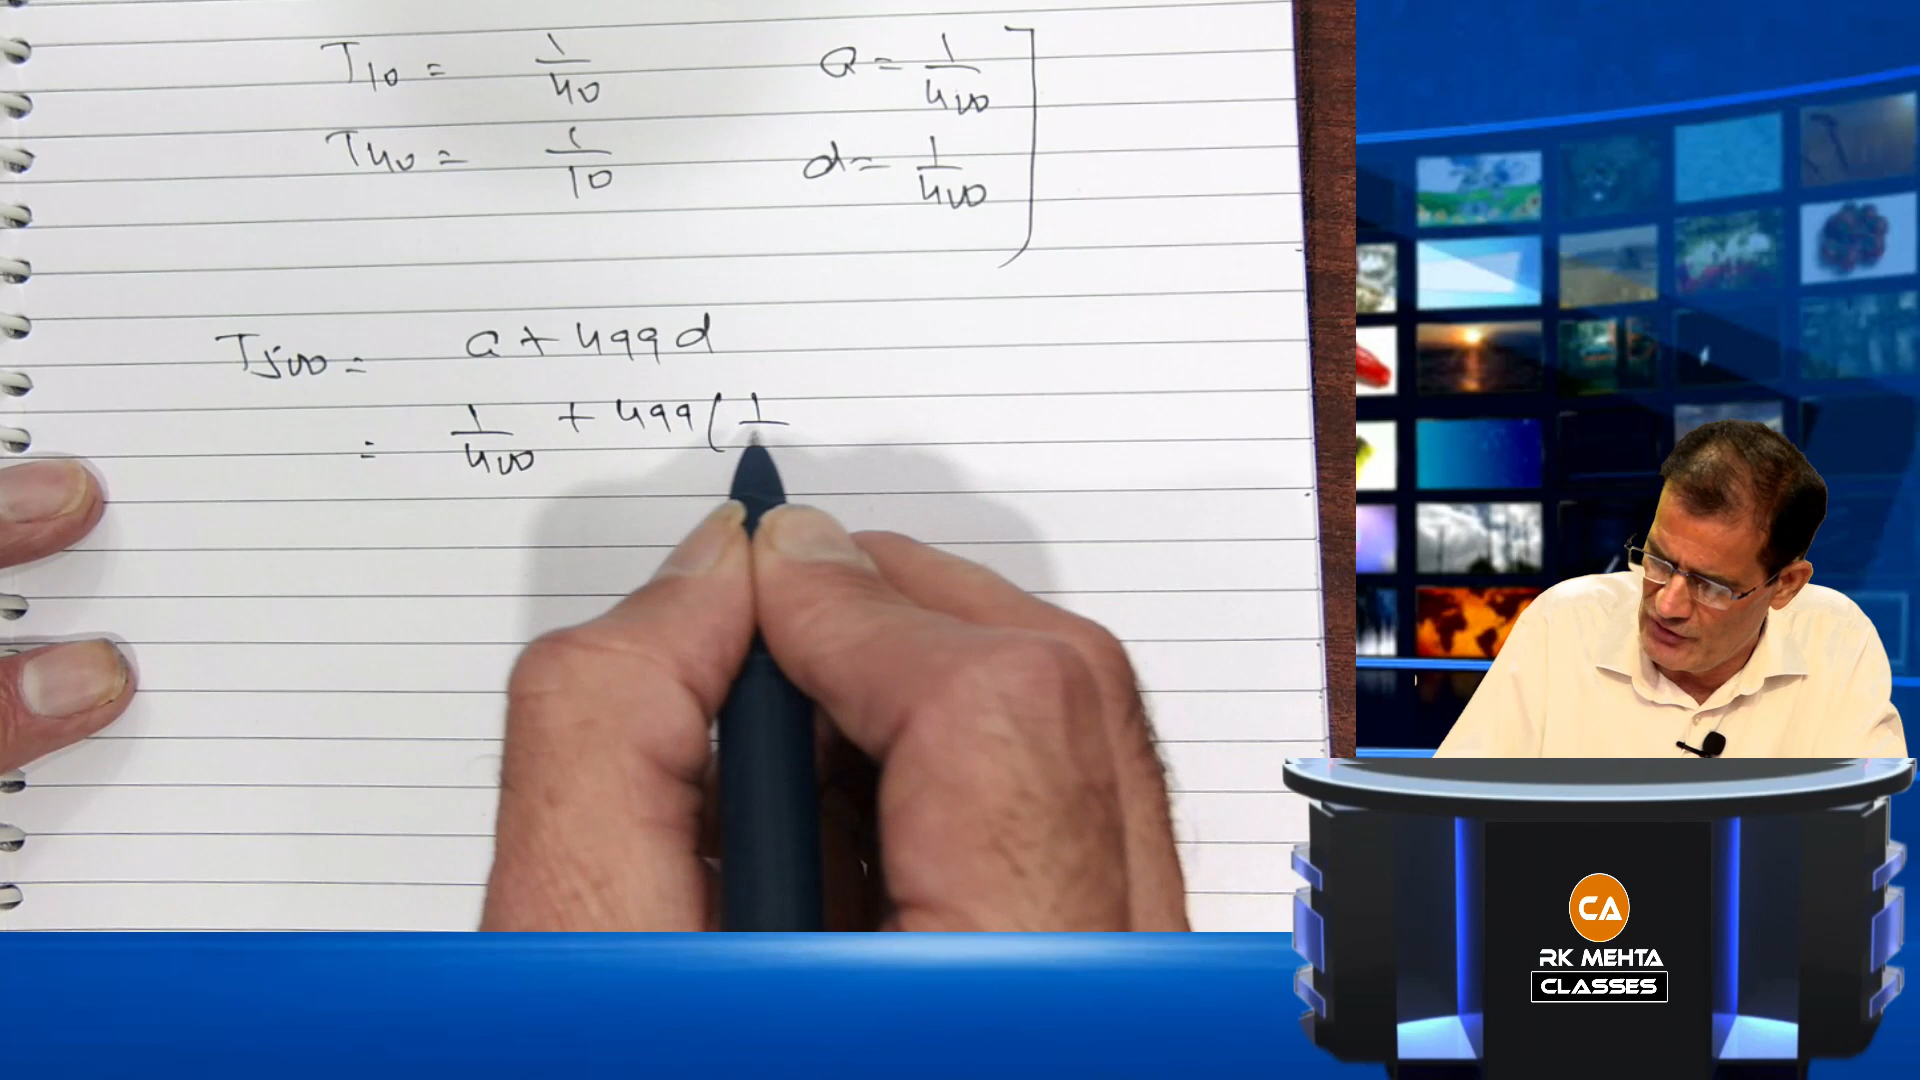 T10 = 1/40 a = 1/400
T40 = 1/10 d = 1/400
T500 = a + 499d
= 1/400 + 499(1/
CA
RK MEHTA
CLASSES